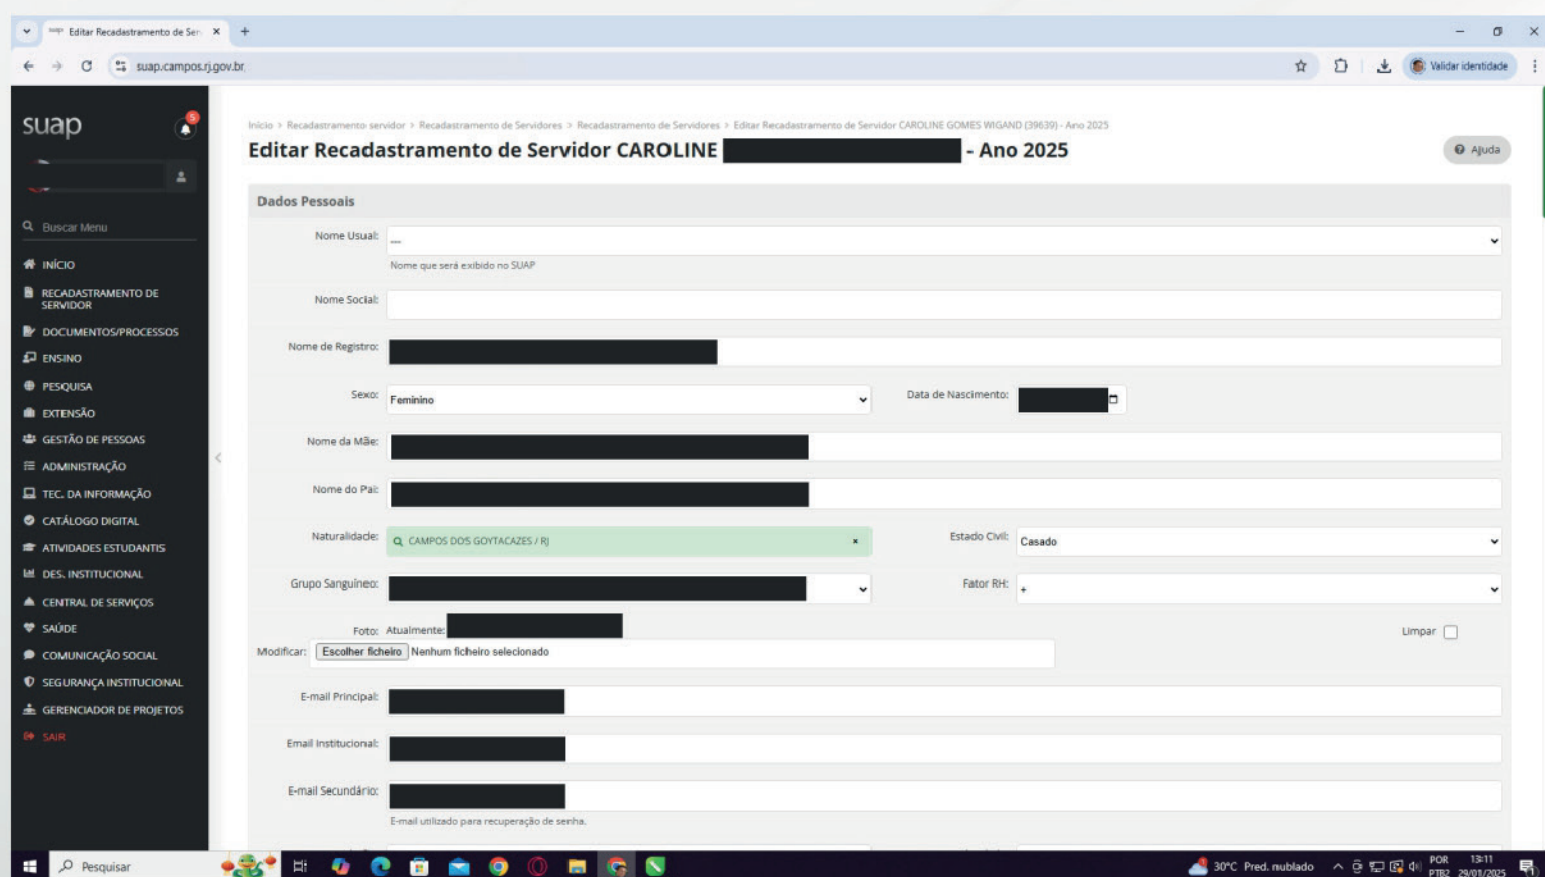 Editar Recadastramento de Ser
suap.campos.rj.gov.br
Validar identidade
suap
5
Início > Recadastramento servidor > Recadastramento de Servidores > Recadastramento de Servidores > Editar Recadastramento de Servidor CAROLINE GOMES WIGAND (39639) - Ano 2025
Editar Recadastramento de Servidor CAROLINE - Ano 2025
Ajuda
Buscar Menu
INÍCIO
RECADASTRAMENTO DE
SERVIDOR
DOCUMENTOS/PROCESSOS
ENSINO
PESQUISA
EXTENSÃO
GESTÃO DE PESSOAS
ADMINISTRAÇÃO
TEC. DA INFORMAÇÃO
CATÁLOGO DIGITAL
ATIVIDADES ESTUDANTIS
DES. INSTITUCIONAL
CENTRAL DE SERVIÇOS
SAÚDE
COMUNICAÇÃO SOCIAL
SEGURANÇA INSTITUCIONAL
GERENCIADOR DE PROJETOS
SAIR
Dados Pessoais
Nome Usual: ---
Nome que será exibido no SUAP
Nome Social:
Nome de Registro:
Sexo: Feminino
Data de Nascimento:
Nome da Mãe:
Nome do Pai:
Naturalidade: CAMPOS DOS GOYTACAZES / RJ
Estado Civil: Casado
Grupo Sanguíneo:
Fator RH: +
Foto: Atualmente:
Limpar
Modificar: Escolher ficheiro Nenhum ficheiro selecionado
E-mail Principal:
Email Institucional:
E-mail Secundário:
E-mail utilizado para recuperação de senha.
Pesquisar
30°C Pred. nublado
POR
PTB2
13:11
29/01/2025